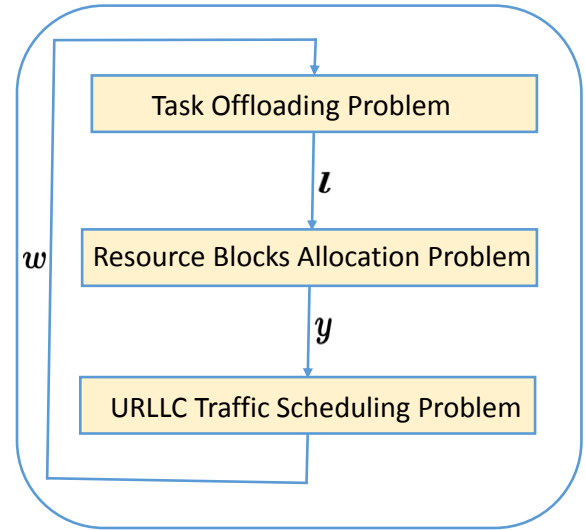 Task Offloading Problem
l
w
Resource Blocks Allocation Problem
y
URLLC Traffic Scheduling Problem